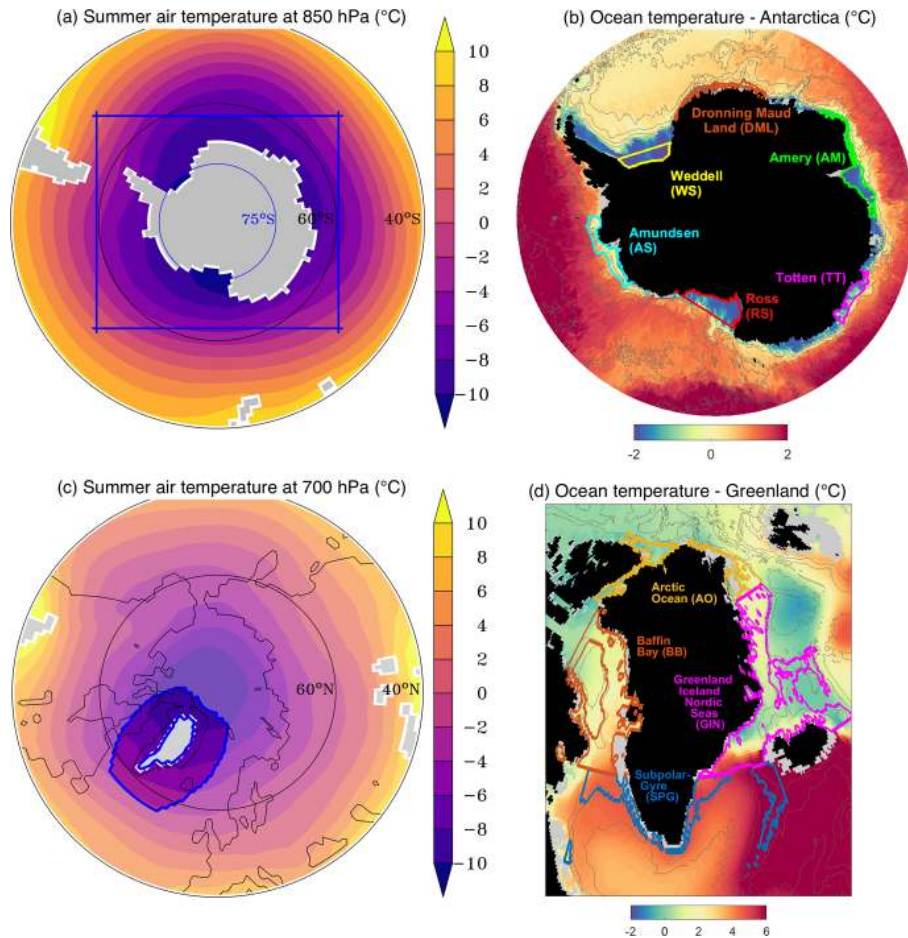 (a) Summer air temperature at 850 hPa (°C)
75°S
60°S
40°S
10
8
6
4
2
0
−2
−4
−6
−8
−10
(b) Ocean temperature - Antarctica (°C)
Dronning Maud
Land (DML)
Amery (AM)
Weddell
(WS)
Amundsen
(AS)
Totten (TT)
Ross
(RS)
-2
0
2
(c) Summer air temperature at 700 hPa (°C)
60°N
40°N
10
8
6
4
2
0
−2
−4
−6
−8
−10
(d) Ocean temperature - Greenland (°C)
Arctic
Ocean (AO)
Baffin
Bay (BB)
Greenland
Iceland
Nordic
Seas
(GIN)
Subpolar-
Gyre
(SPG)
-2
0
2
4
6